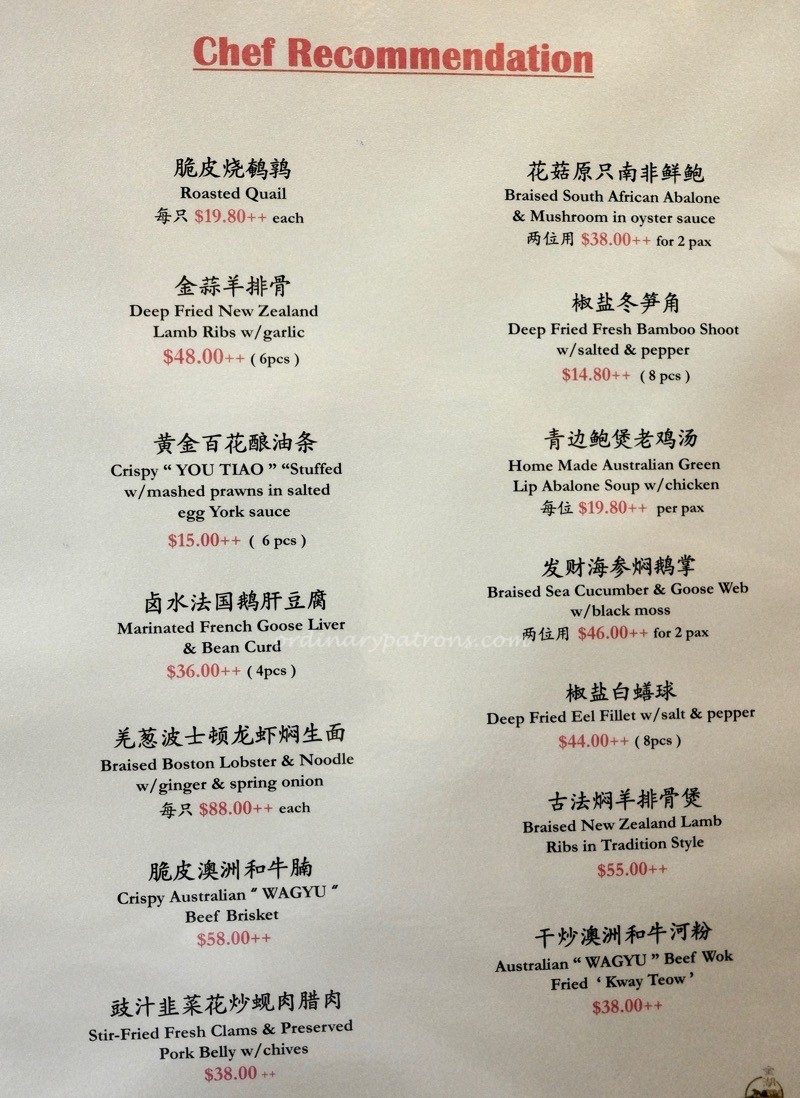 Chef Recommendation
脆皮烧鹌鹑
Roasted Quail
每只 $19.80++ each
金蒜羊排骨
Deep Fried New Zealand
Lamb Ribs w/garlic
$48.00++ ( 6pcs )
黄金百花酿油条
Crispy “ YOU TIAO ” “Stuffed
w/mashed prawns in salted
egg York sauce
$15.00++ ( 6 pcs )
卤水法国鹅肝豆腐
Marinated French Goose Liver
& Bean Curd
$36.00++ ( 4pcs )
羌葱波士顿龙虾焖生面
Braised Boston Lobster & Noodle
w/ginger & spring onion
每只 $88.00++ each
脆皮澳洲和牛腩
Crispy Australian ” WAGYU ”
Beef Brisket
$58.00++
豉汁韭菜花炒蚬肉腊肉
Stir-Fried Fresh Clams & Preserved
Pork Belly w/chives
$38.00 ++
花菇原只南非鲜鲍
Braised South African Abalone
& Mushroom in oyster sauce
两位用 $38.00++ for 2 pax
椒盐冬笋角
Deep Fried Fresh Bamboo Shoot
w/salted & pepper
$14.80++ ( 8 pcs )
青边鲍煲老鸡汤
Home Made Australian Green
Lip Abalone Soup w/chicken
每位 $19.80++ per pax
发财海参焖鹅掌
Braised Sea Cucumber & Goose Web
w/black moss
两位用 $46.00++ for 2 pax
椒盐白鳝球
Deep Fried Eel Fillet w/salt & pepper
$44.00++ ( 8pcs )
古法焖羊排骨煲
Braised New Zealand Lamb
Ribs in Tradition Style
$55.00++
干炒澳洲和牛河粉
Australian “ WAGYU ” Beef Wok
Fried ‘ Kway Teow ’
$38.00++
ordinarypatrons.com